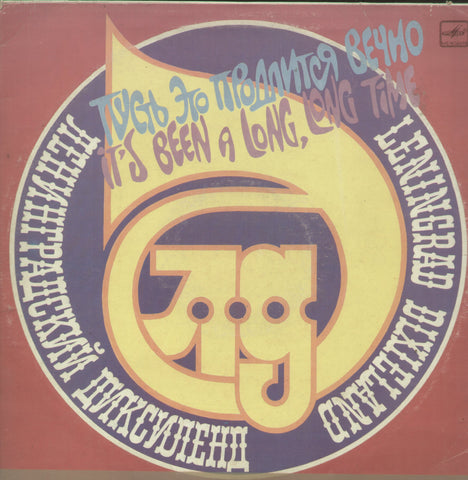 ПУСТЬ ЭТО ПРОДЛИТСЯ ВЕЧНО
IT'S BEEN A LONG, LONG TIME
ЛЕНИНГРАДСКИЙ ДИКСИЛЕНД
LENINGRAD DIXIELAND
лд